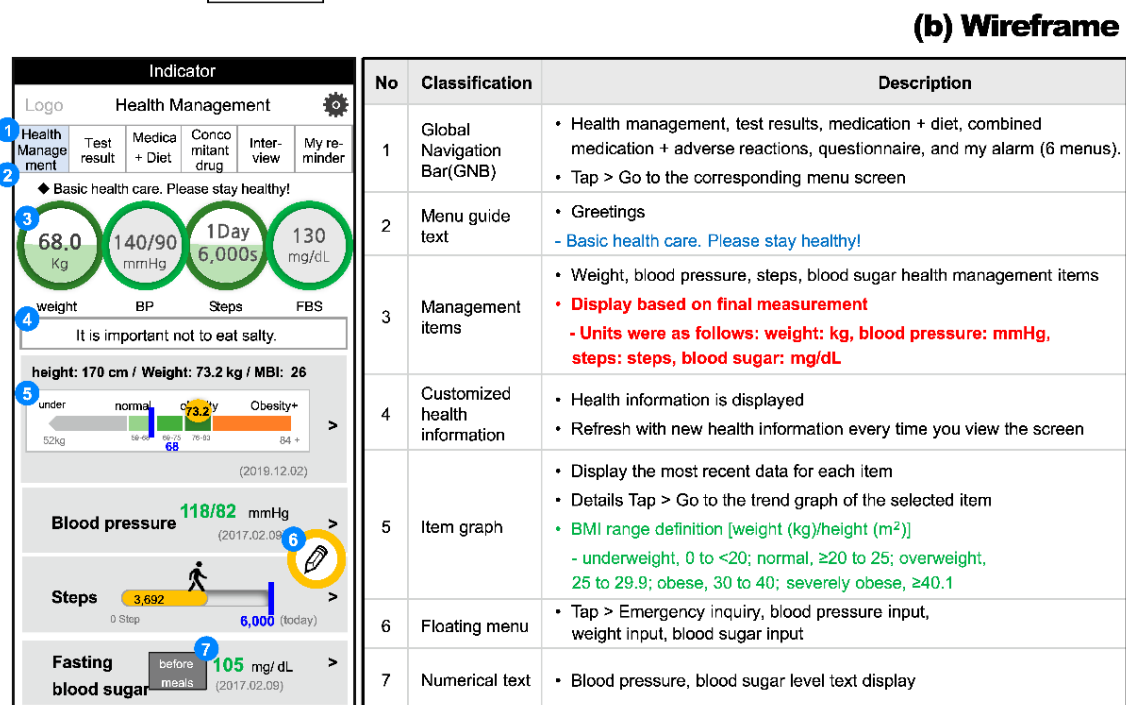 (b) Wireframe
Indicator
Logo
Health Management
1
Health
Manage
ment
Test
result
Medica
+ Diet
Conco
mitant
drug
Inter-
view
My re-
minder
2
◆ Basic health care. Please stay healthy!
3
68.0
Kg
140/90
mmHg
1Day
6,000s
130
mg/dL
weight
BP
Steps
FBS
4
It is important not to eat salty.
height: 170 cm / Weight: 73.2 kg / MBI: 26
5
under
normal
73.2
Obesity+
52kg
69-75
76-83
84 +
68
>
(2019.12.02)
Blood pressure
118/82 mmHg
>
(2017.02.09)
6
Steps
3,692
>
0 Step
6,000 (today)
7
Fasting
blood sugar
before
meals
105 mg/ dL
>
(2017.02.09)
No
Classification
Description
1
Global
Navigation
Bar(GNB)
• Health management, test results, medication + diet, combined
medication + adverse reactions, questionnaire, and my alarm (6 menus).
• Tap > Go to the corresponding menu screen
2
Menu guide
text
• Greetings
- Basic health care. Please stay healthy!
3
Management
items
• Weight, blood pressure, steps, blood sugar health management items
• Display based on final measurement
- Units were as follows: weight: kg, blood pressure: mmHg,
steps: steps, blood sugar: mg/dL
4
Customized
health
information
• Health information is displayed
• Refresh with new health information every time you view the screen
5
Item graph
• Display the most recent data for each item
• Details Tap > Go to the trend graph of the selected item
• BMI range definition [weight (kg)/height (m²)]
- underweight, 0 to <20; normal, ≥20 to 25; overweight,
25 to 29.9; obese, 30 to 40; severely obese, ≥40.1
6
Floating menu
• Tap > Emergency inquiry, blood pressure input,
weight input, blood sugar input
7
Numerical text
• Blood pressure, blood sugar level text display